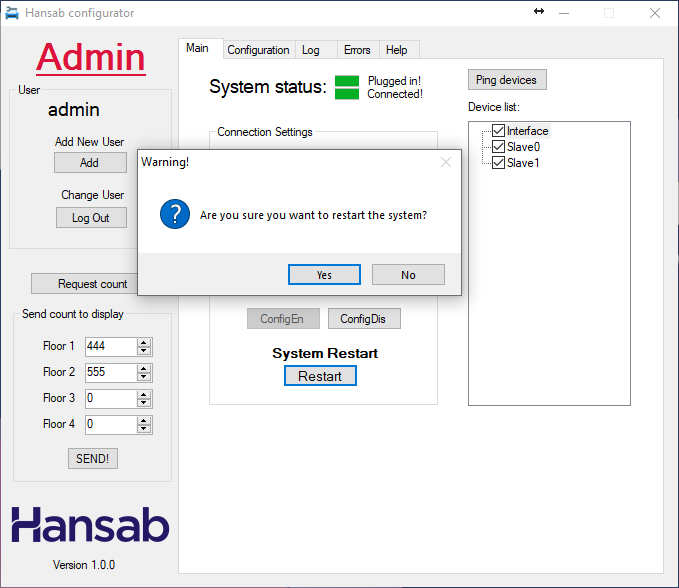 Hansab configurator
Admin
User
admin
Add New User
Add
Change User
Log Out
Request count
Send count to display
Floor 1 444
Floor 2 555
Floor 3 0
Floor 4 0
SEND!
Hansab
Version 1.0.0
Main Configuration Log Errors Help
System status:
Plugged in!
Connected!
Connection Settings
Warning!
Are you sure you want to restart the system?
Yes No
ConfigEn ConfigDis
System Restart
Restart
Ping devices
Device list:
Interface
Slave0
Slave1